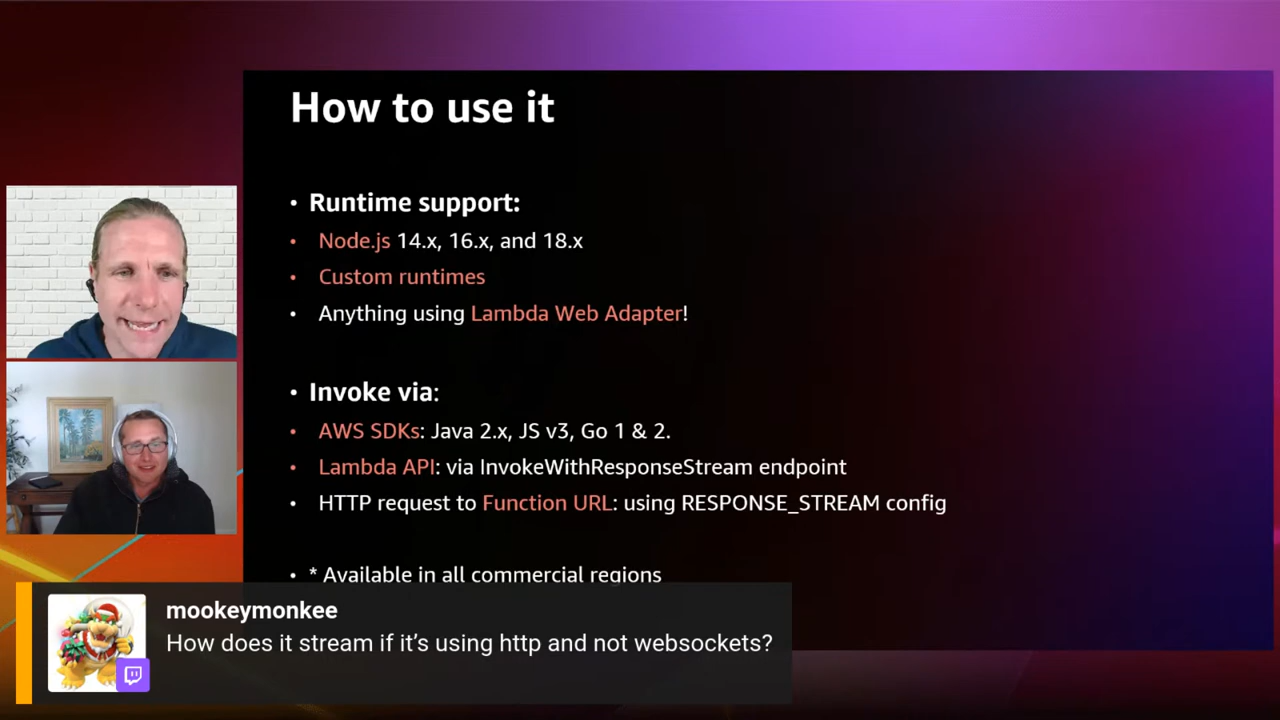 How to use it
• Runtime support:
• Node.js 14.x, 16.x, and 18.x
• Custom runtimes
• Anything using Lambda Web Adapter!
• Invoke via:
• AWS SDKs: Java 2.x, JS v3, Go 1 & 2.
• Lambda API: via InvokeWithResponseStream endpoint
• HTTP request to Function URL: using RESPONSE_STREAM config
• * Available in all commercial regions
mookeymonkee
How does it stream if it’s using http and not websockets?